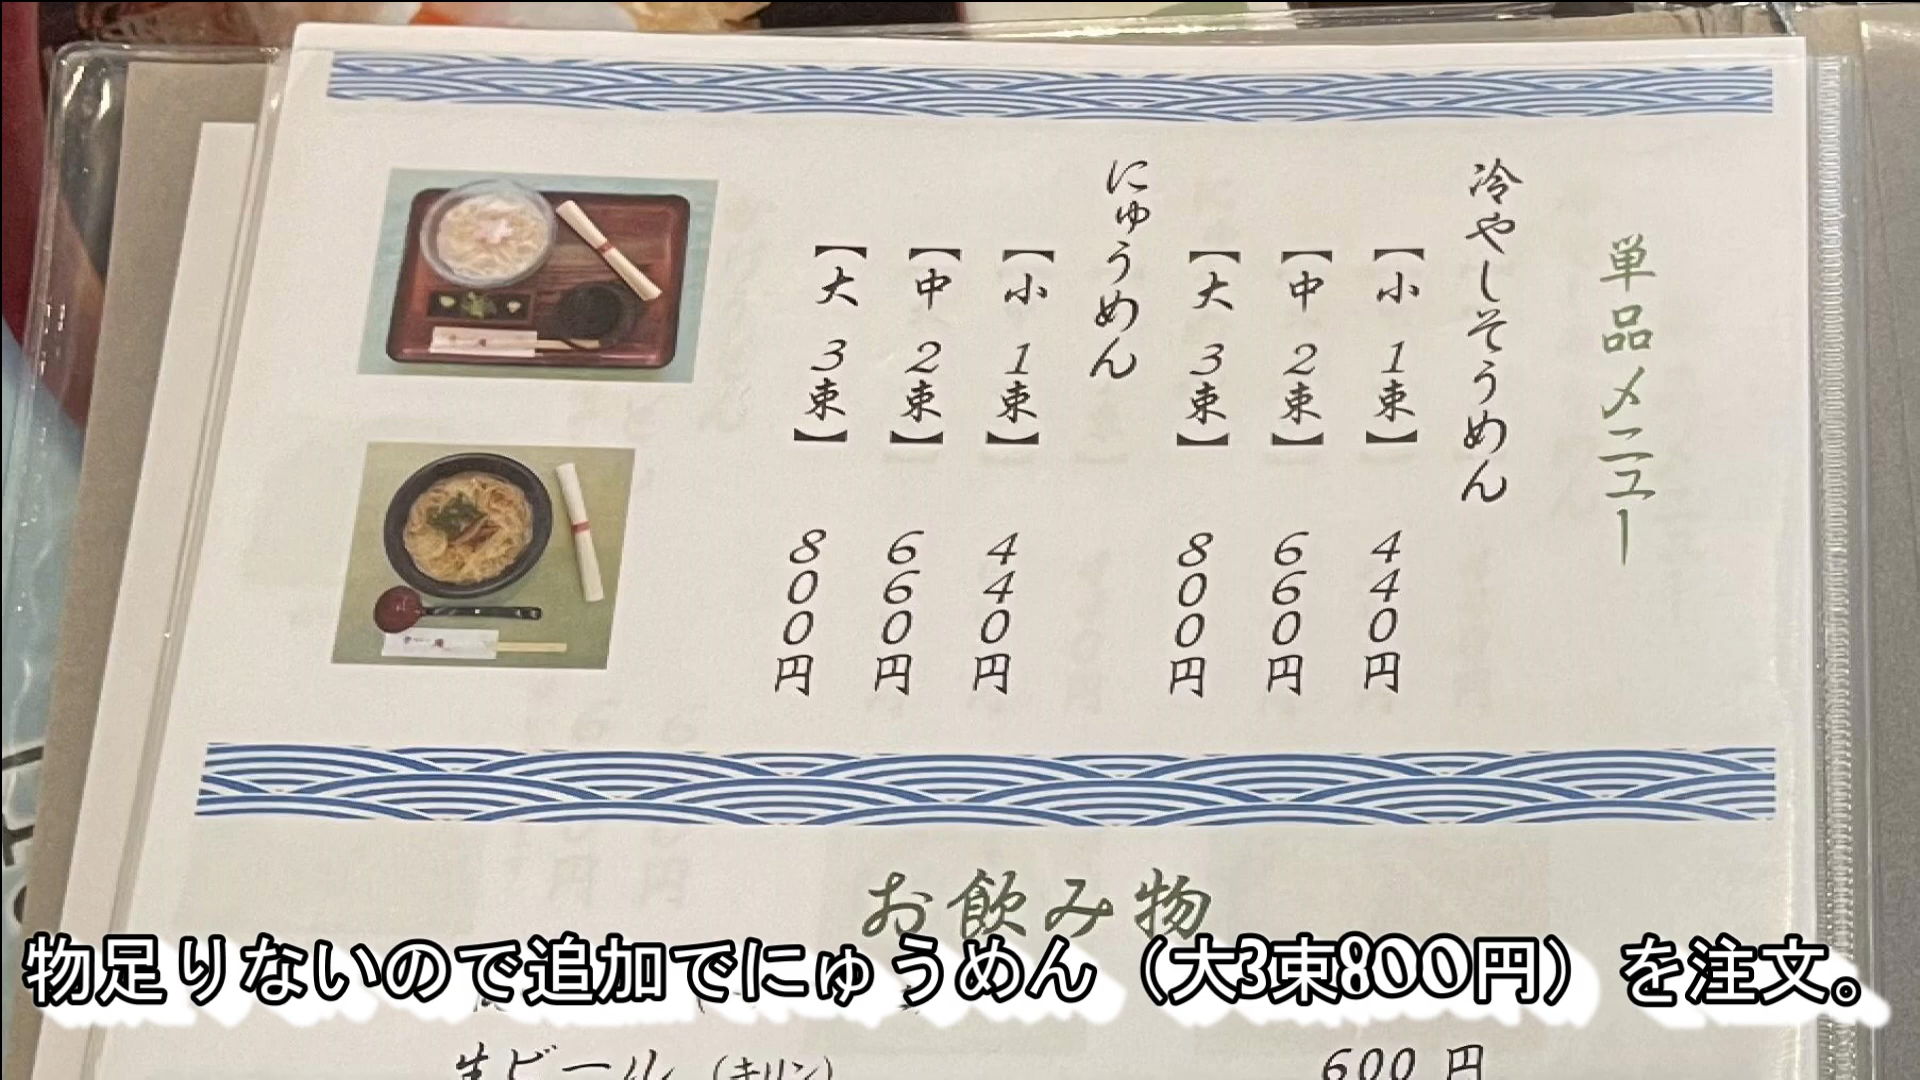 単品メニュー
冷やしそうめん
【小 1束】 440円
【中 2束】 660円
【大 3束】 800円
にゅうめん
【小 1束】 440円
【中 2束】 660円
【大 3束】 800円
お飲み物
物足りないので追加でにゅうめん（大3束800円）を注文。
生ビール（キリン） 600円